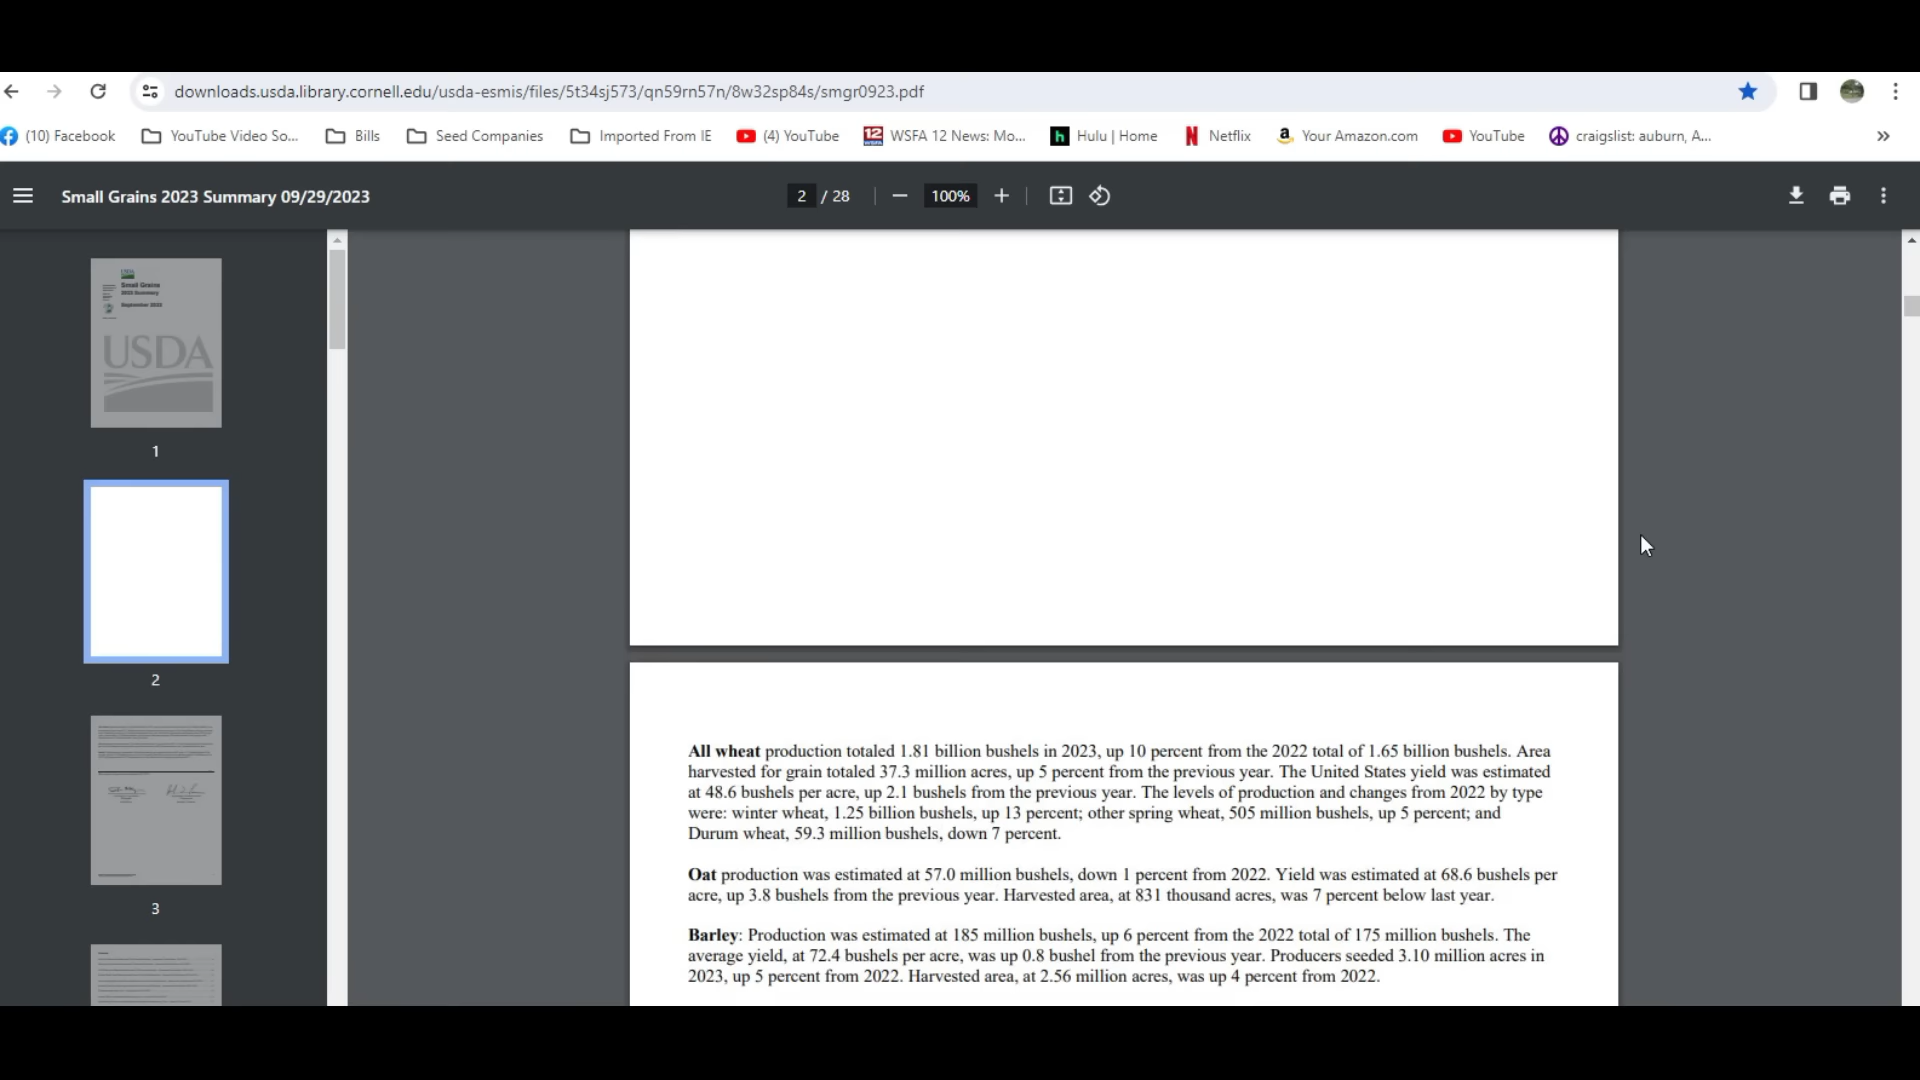 downloads.usda.library.cornell.edu/usda-esmis/files/5t34sj573/qn59rn57n/8w32sp84s/smgr0923.pdf
(10) Facebook YouTube Video So... Bills Seed Companies Imported From IE (4) YouTube 12 WSFA WSFA 12 News: Mo... h Hulu | Home N Netflix a Your Amazon.com YouTube craigslist: auburn, A... »
Small Grains 2023 Summary 09/29/2023 2 / 28 100%
USDA
Small Grains
2023 Summary
September 2023
USDA
1
2
3
All wheat production totaled 1.81 billion bushels in 2023, up 10 percent from the 2022 total of 1.65 billion bushels. Area
harvested for grain totaled 37.3 million acres, up 5 percent from the previous year. The United States yield was estimated
at 48.6 bushels per acre, up 2.1 bushels from the previous year. The levels of production and changes from 2022 by type
were: winter wheat, 1.25 billion bushels, up 13 percent; other spring wheat, 505 million bushels, up 5 percent; and
Durum wheat, 59.3 million bushels, down 7 percent.
Oat production was estimated at 57.0 million bushels, down 1 percent from 2022. Yield was estimated at 68.6 bushels per
acre, up 3.8 bushels from the previous year. Harvested area, at 831 thousand acres, was 7 percent below last year.
Barley: Production was estimated at 185 million bushels, up 6 percent from the 2022 total of 175 million bushels. The
average yield, at 72.4 bushels per acre, was up 0.8 bushel from the previous year. Producers seeded 3.10 million acres in
2023, up 5 percent from 2022. Harvested area, at 2.56 million acres, was up 4 percent from 2022.